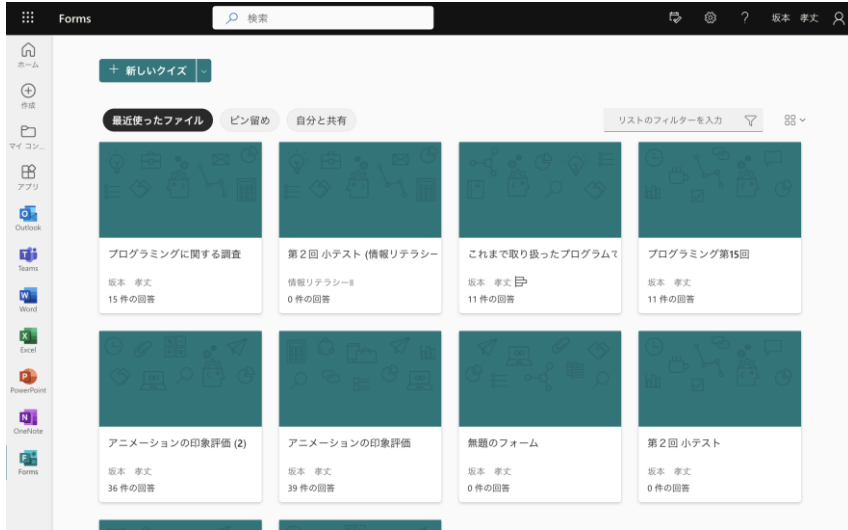 Forms
検索
坂本 孝丈
ホーム
作成
マイ コン...
アプリ
Outlook
Teams
Word
Excel
PowerPoint
OneNote
Forms
+ 新しいクイズ
最近使ったファイル ピン留め 自分と共有
リストのフィルターを入力
プログラミングに関する調査
坂本 孝丈
15 件の回答
第2回 小テスト (情報リテラシー
情報リテラシーII
0 件の回答
これまで取り扱ったプログラムで
坂本 孝丈
11 件の回答
プログラミング第15回
坂本 孝丈
11 件の回答
アニメーションの印象評価 (2)
坂本 孝丈
36 件の回答
アニメーションの印象評価
坂本 孝丈
39 件の回答
無題のフォーム
坂本 孝丈
0 件の回答
第2回 小テスト
坂本 孝丈
0 件の回答